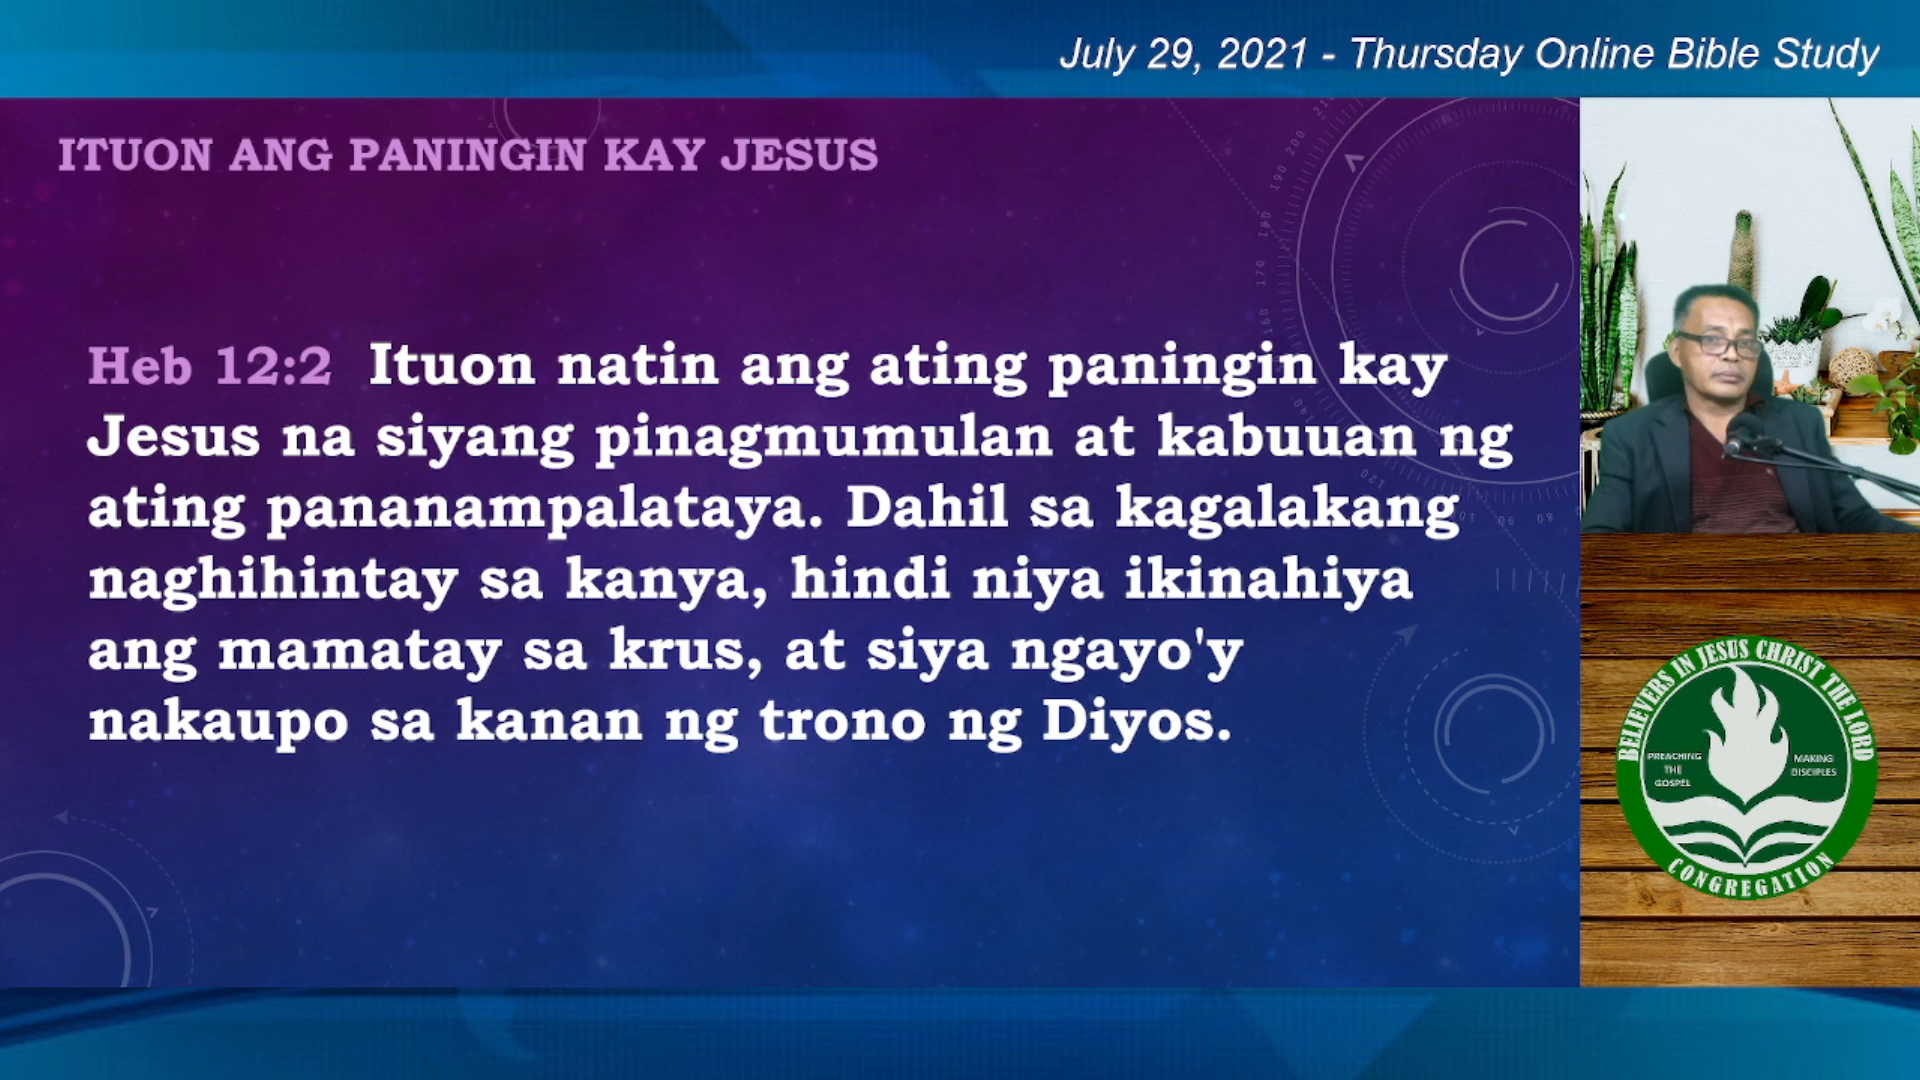 July 29, 2021 - Thursday Online Bible Study
ITUON ANG PANINGIN KAY JESUS
Heb 12:2 Ituon natin ang ating paningin kay
Jesus na siyang pinagmumulan at kabuuan ng
ating pananampalataya. Dahil sa kagalakang
naghihintay sa kanya, hindi niya ikinahiya
ang mamatay sa krus, at siya ngayo'y
nakaupo sa kanan ng trono ng Diyos.
BELIEVERS IN JESUS CHRIST THE LORD
PREACHING
THE
GOSPEL
MAKING
DISCIPLES
CONGREGATION